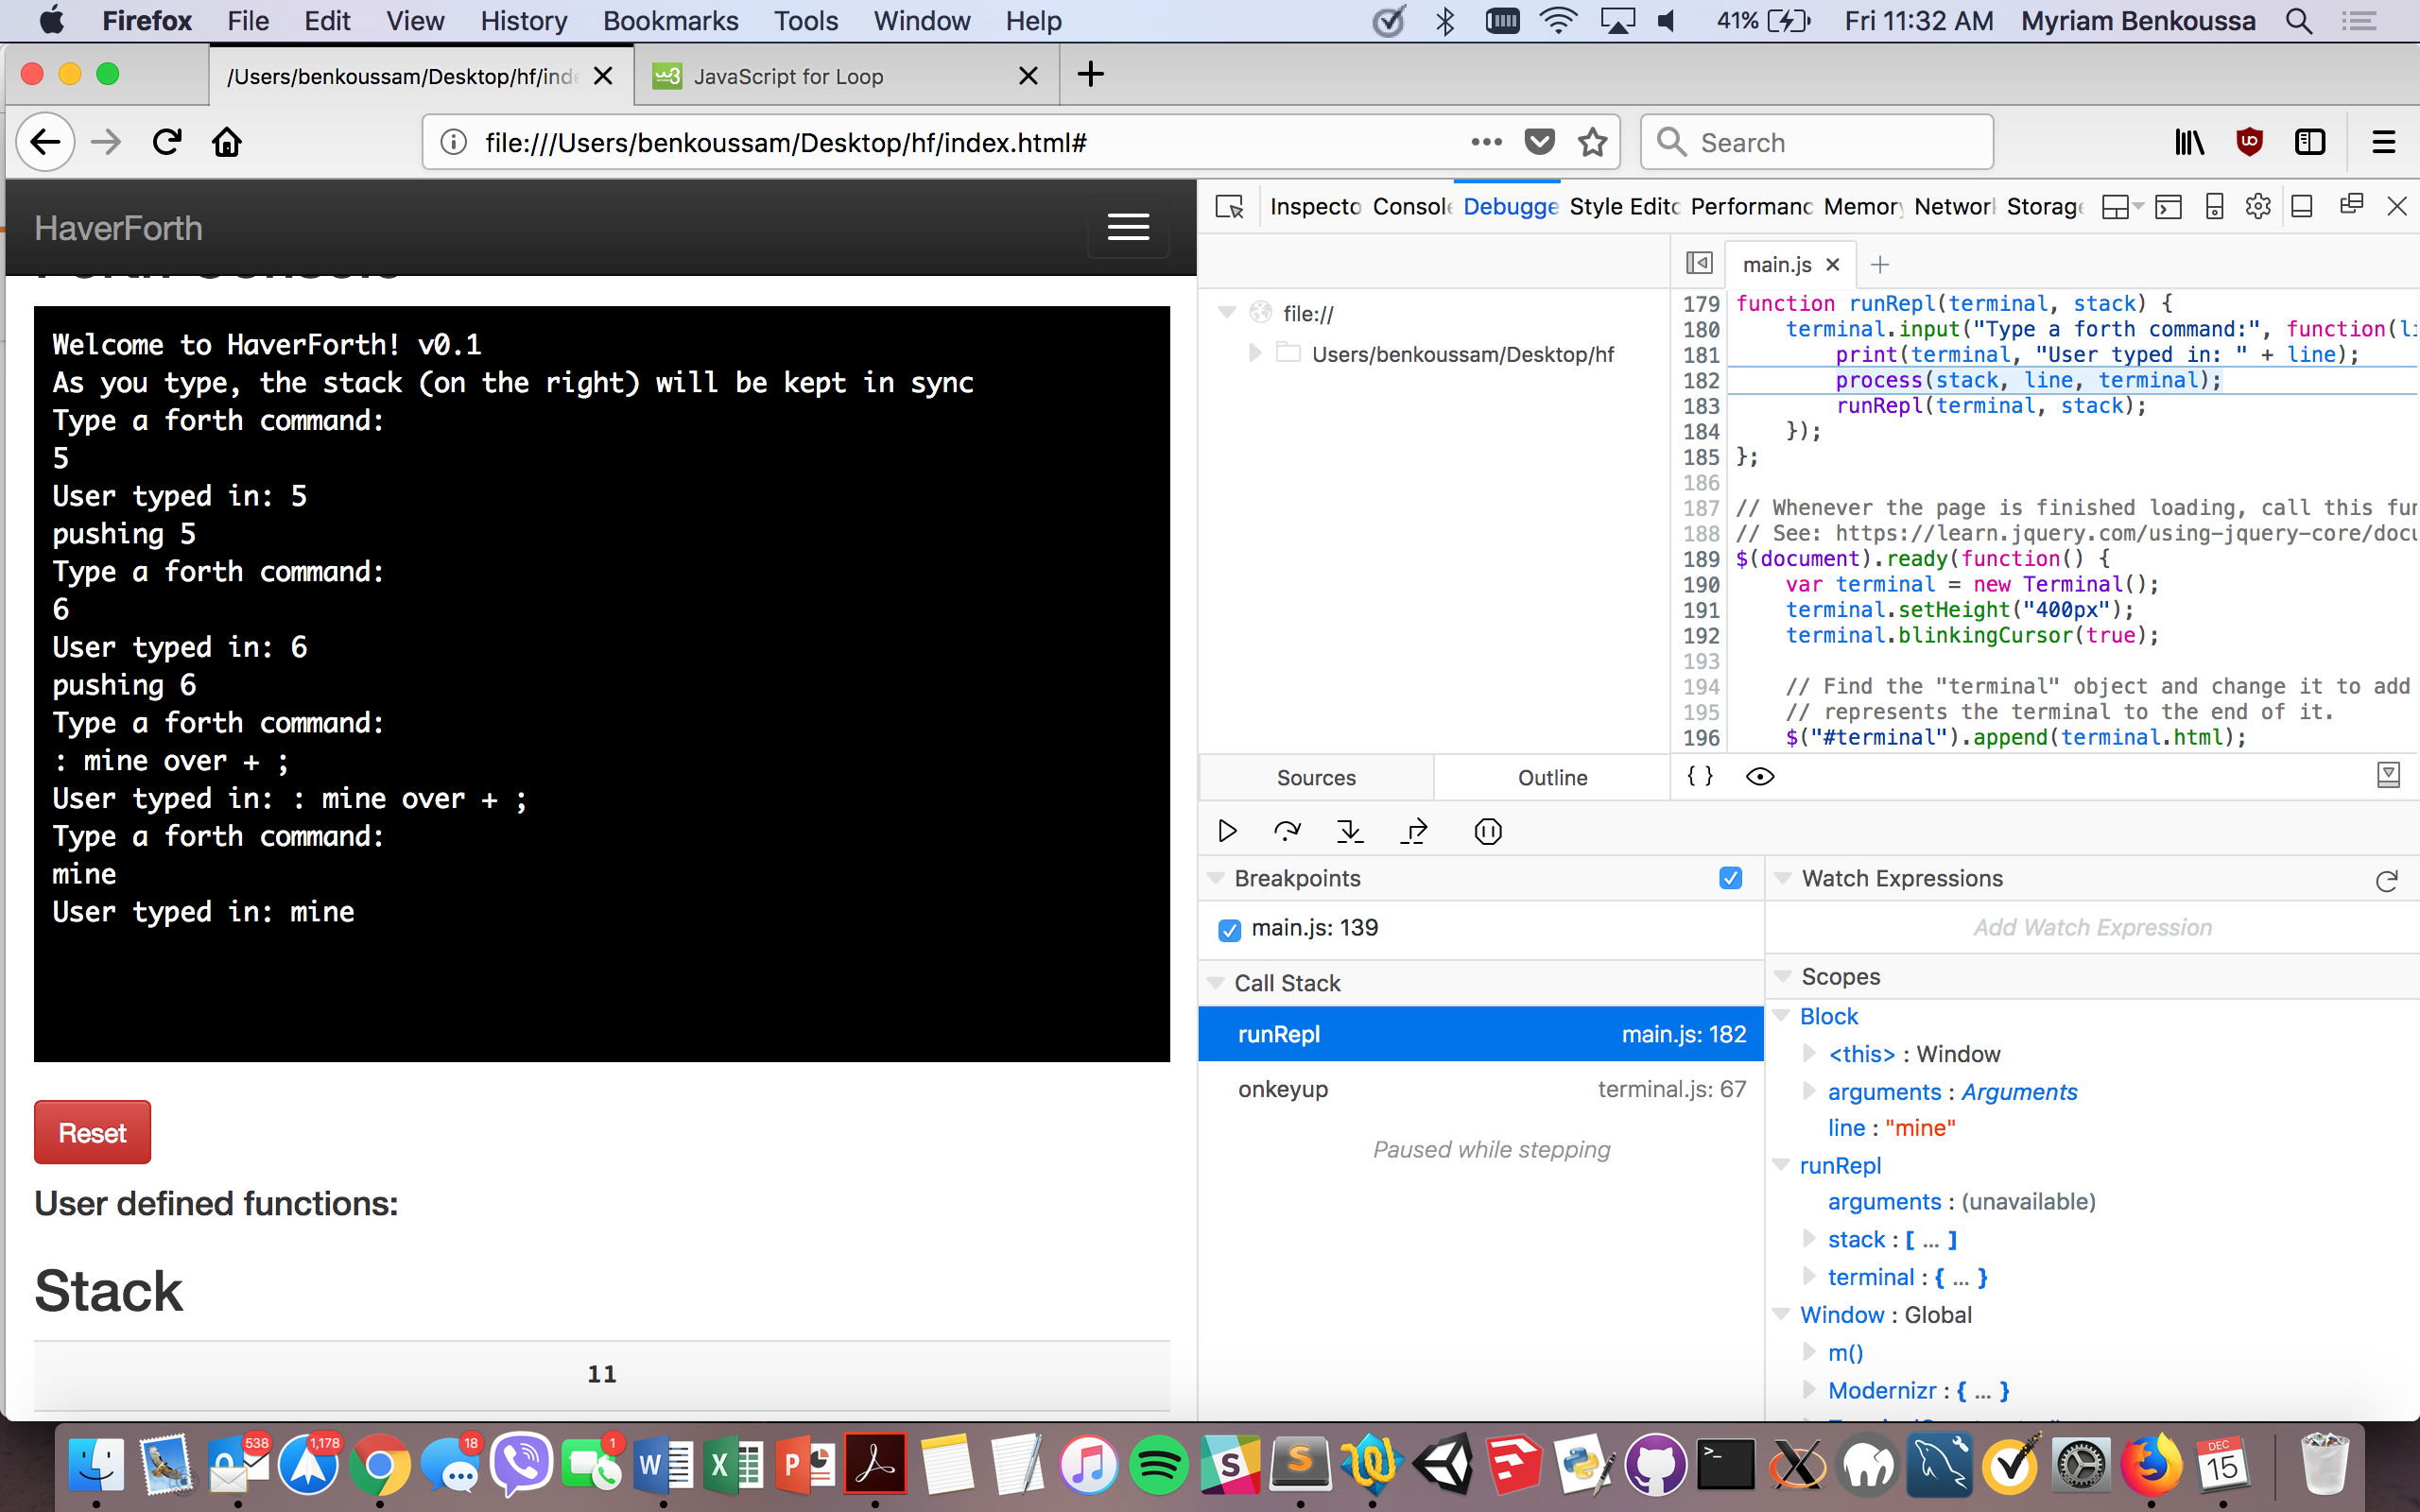 Firefox File Edit View History Bookmarks Tools Window Help 41% Fri 11:32 AM Myriam Benkoussa
/Users/benkoussam/Desktop/hf/inde JavaScript for Loop
file:///Users/benkoussam/Desktop/hf/index.html# Search
HaverForth
Forth Console
Welcome to HaverForth! v0.1
As you type, the stack (on the right) will be kept in sync
Type a forth command:
5
User typed in: 5
pushing 5
Type a forth command:
6
User typed in: 6
pushing 6
Type a forth command:
: mine over + ;
User typed in: : mine over + ;
Type a forth command:
mine
User typed in: mine
Reset
User defined functions:
Stack
11
Inspecto Consol Debugge Style Edito Performanc Memor Networ Storag
file://
Users/benkoussam/Desktop/hf
Sources Outline
main.js
179 function runRepl(terminal, stack) {
180 terminal.input("Type a forth command:", function(li
181 print(terminal, "User typed in: " + line);
182 process(stack, line, terminal);
183 runRepl(terminal, stack);
184 });
185 };
186
187 // Whenever the page is finished loading, call this fun
188 // See: https://learn.jquery.com/using-jquery-core/docu
189 $(document).ready(function() {
190 var terminal = new Terminal();
191 terminal.setHeight("400px");
192 terminal.blinkingCursor(true);
193
194 // Find the "terminal" object and change it to add
195 // represents the terminal to the end of it.
196 $("#terminal").append(terminal.html);
{ }
Breakpoints
main.js: 139
Call Stack
runRepl main.js: 182
onkeyup terminal.js: 67
Paused while stepping
Watch Expressions
Add Watch Expression
Scopes
Block
<this> : Window
arguments : Arguments
line : "mine"
runRepl
arguments : (unavailable)
stack : [ … ]
terminal : { … }
Window : Global
m()
Modernizr : { … }
538 1,178 18 1 DEC 15